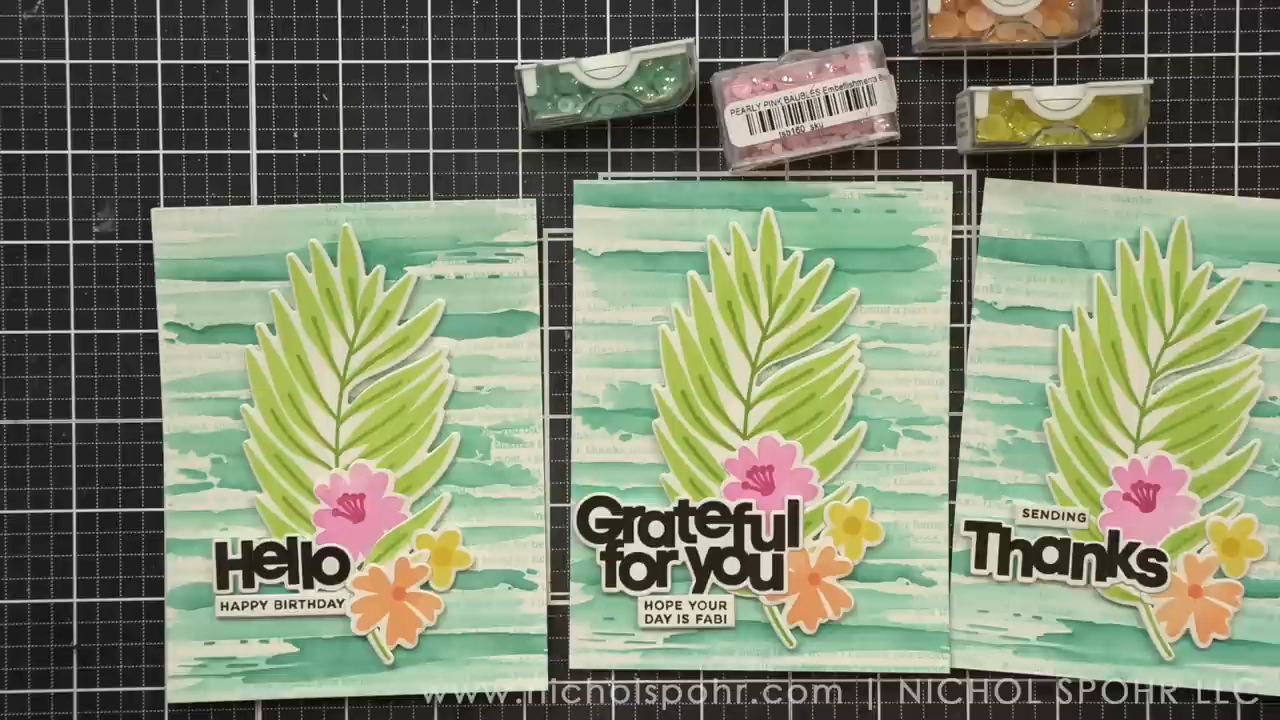 PEARLY PINK BAUBLES Embellishments
Hello
HAPPY BIRTHDAY
Grateful
for you
HOPE YOUR
DAY IS FAB!
SENDING
Thanks
www.nicholspohr.com || NICHOL SPOHR LLC